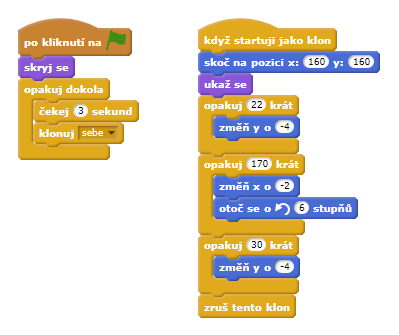 po kliknutí na
skryj se
opakuj dokola
čekej 3 sekund
klonuj sebe
když startuji jako klon
skoč na pozici x: 160 y: 160
ukaž se
opakuj 22 krát
změň y o -4
opakuj 170 krát
změň x o -2
otoč se o 6 stupňů
opakuj 30 krát
změň y o -4
zruš tento klon